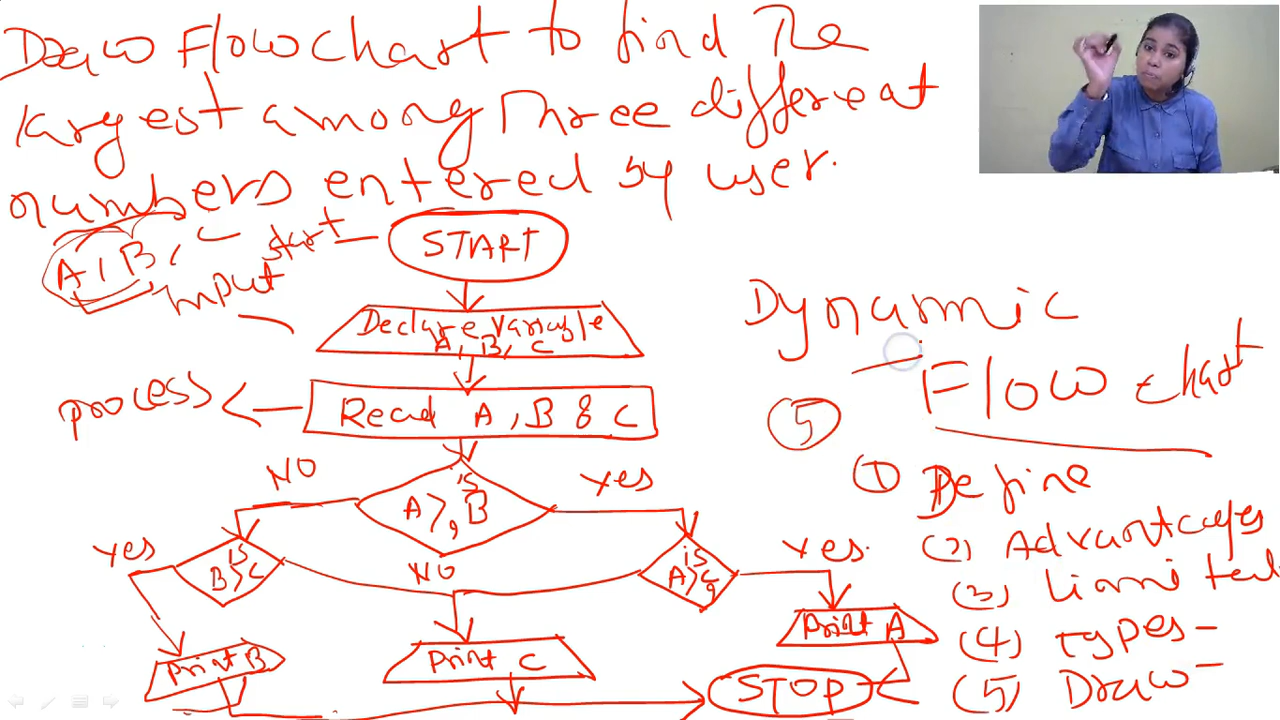 Draw Flowchart to find The
largest among Three different
numbers entered by user.
A, B, C
start
START
Input
Declare variable
A, B, C
process
Read A, B & C
Dynamic
Flow chart
(5)
NO
is
A >, B
yes
yes
is
B > C
NO
is
A > C,
yes.
Print B
Print C
Print A
STOP
(1) Define
(2) Advantages
(3)
(4) Types-
(5) Draw-